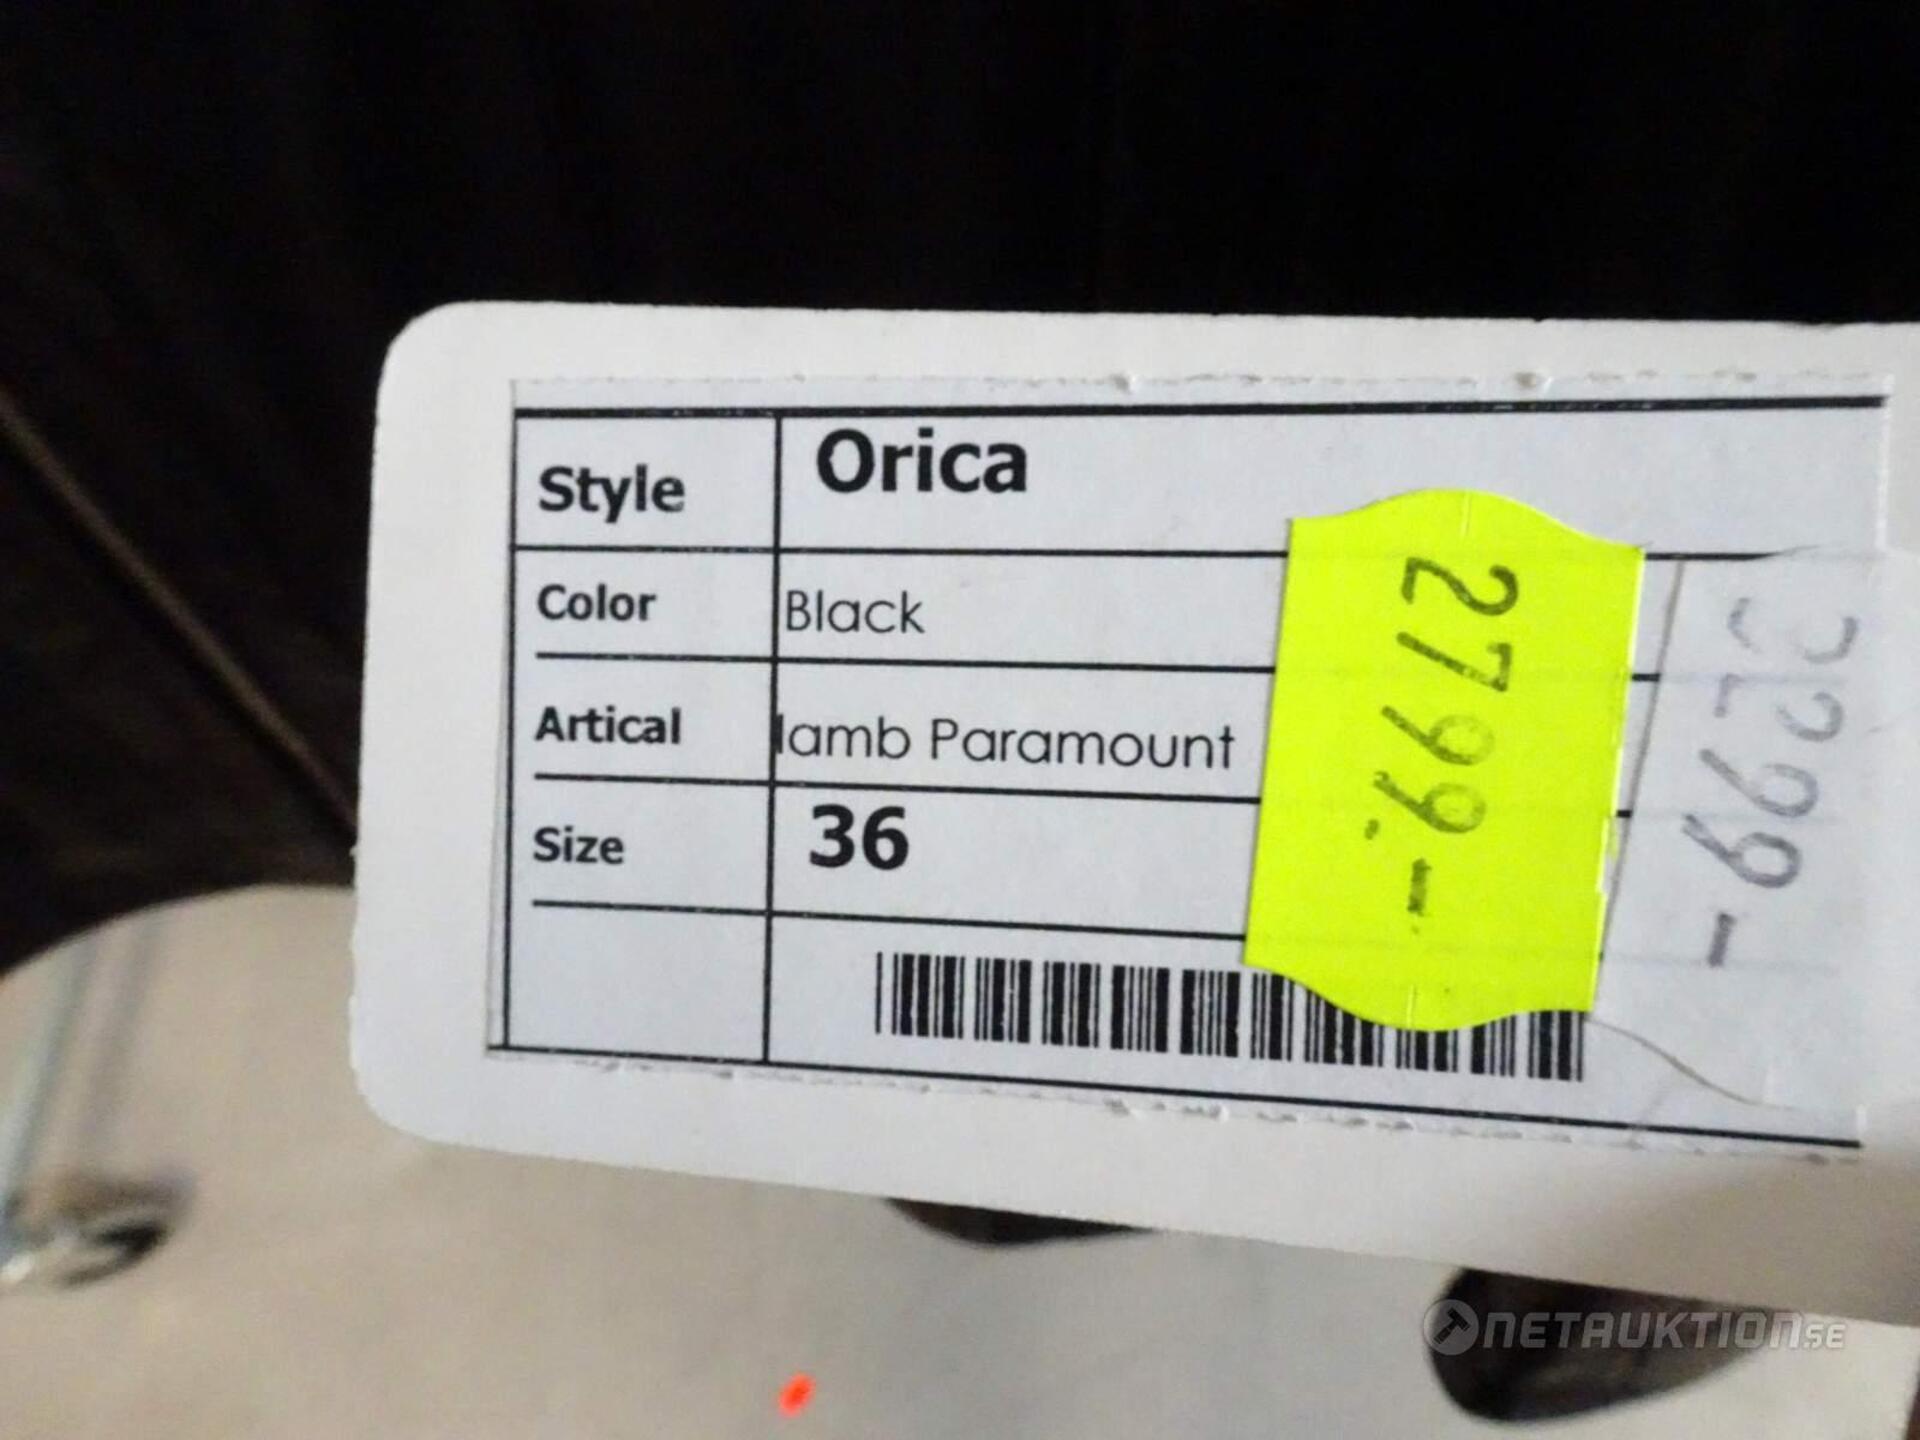 Style Orica
Color Black
Artical lamb Paramount
Size 36
2799.-
3299-
NETAUKTION.SE